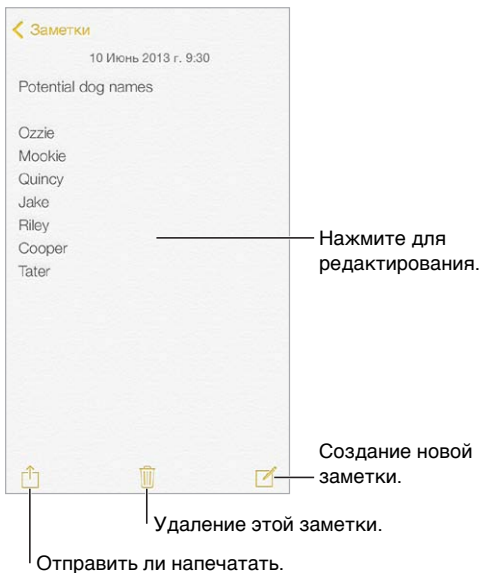 Заметки
10 Июнь 2013 г. 9:30
Potential dog names
Ozzie
Mookie
Quincy
Jake
Riley
Cooper
Tater
Нажмите для
редактирования.
Создание новой
заметки.
Удаление этой заметки.
Отправить ли напечатать.